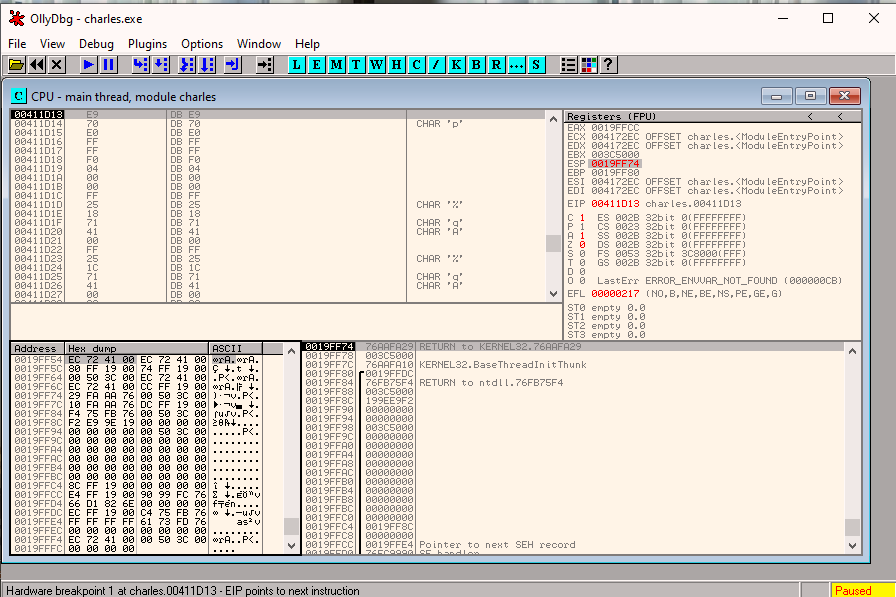 OllyDbg - charles.exe
File View Debug Plugins Options Window Help
L E M T W H C / K B R ... S ?
C CPU - main thread, module charles
00411D13 E9 DB E9
00411D14 70 DB 70 CHAR 'p'
00411D15 E0 DB E0
00411D16 FF DB FF
00411D17 FF DB FF
00411D18 F0 DB F0
00411D19 04 DB 04
00411D1A 00 DB 00
00411D1B 00 DB 00
00411D1C FF DB FF
00411D1D 25 DB 25 CHAR '%'
00411D1E 18 DB 18
00411D1F 71 DB 71 CHAR 'q'
00411D20 41 DB 41 CHAR 'A'
00411D21 00 DB 00
00411D22 FF DB FF
00411D23 25 DB 25 CHAR '%'
00411D24 1C DB 1C
00411D25 71 DB 71 CHAR 'q'
00411D26 41 DB 41 CHAR 'A'
00411D27 00 DB 00
Registers (FPU) < <
EAX 0019FFCC
ECX 004172EC OFFSET charles.<ModuleEntryPoint>
EDX 004172EC OFFSET charles.<ModuleEntryPoint>
EBX 003C5000
ESP 0019FF74
EBP 0019FF80
ESI 004172EC OFFSET charles.<ModuleEntryPoint>
EDI 004172EC OFFSET charles.<ModuleEntryPoint>
EIP 00411D13 charles.00411D13
C 1 ES 002B 32bit 0(FFFFFFFF)
P 1 CS 0023 32bit 0(FFFFFFFF)
A 1 SS 002B 32bit 0(FFFFFFFF)
Z 0 DS 002B 32bit 0(FFFFFFFF)
S 0 FS 0053 32bit 3C8000(FFF)
T 0 GS 002B 32bit 0(FFFFFFFF)
D 0
O 0 LastErr ERROR_ENVVAR_NOT_FOUND (000000CB)
EFL 00000217 (NO,B,NE,BE,NS,PE,GE,G)
ST0 empty 0.0
ST1 empty 0.0
ST2 empty 0.0
ST3 empty 0.0
Address Hex dump ASCII
0019FF54 EC 72 41 00 EC 72 41 00
0019FF5C 80 FF 19 00 74 FF 19 00
0019FF64 00 50 3C 00 EC 72 41 00
0019FF6C EC 72 41 00 CC FF 19 00
0019FF74 29 FA AA 76 00 50 3C 00
0019FF7C 10 FA AA 76 DC FF 19 00
0019FF84 F4 75 FB 76 00 50 3C 00
0019FF8C F2 E9 9E 19 00 00 00 00
0019FF94 00 00 00 00 00 50 3C 00
0019FF9C 00 00 00 00 00 00 00 00
0019FFA4 00 00 00 00 00 00 00 00
0019FFAC 00 00 00 00 00 00 00 00
0019FFB4 00 00 00 00 00 00 00 00
0019FFBC 00 00 00 00 00 00 00 00
0019FFC4 8C FF 19 00 00 00 00 00
0019FFCC E4 FF 19 00 90 99 FC 76
0019FFD4 66 D1 82 6E 00 00 00 00
0019FFDC EC FF 19 00 C4 75 FB 76
0019FFE4 FF FF FF FF 61 73 FD 76
0019FFEC 00 00 00 00 00 00 00 00
0019FFF4 EC 72 41 00 00 50 3C 00
0019FFFC 00 00 00 00
0019FF74 76AAFA29 RETURN to KERNEL32.76AAFA29
0019FF78 003C5000
0019FF7C 76AAFA10 KERNEL32.BaseThreadInitThunk
0019FF80 0019FFDC
0019FF84 76FB75F4 RETURN to ntdll.76FB75F4
0019FF88 003C5000
0019FF8C 199EE9F2
0019FF90 00000000
0019FF94 00000000
0019FF98 003C5000
0019FF9C 00000000
0019FFA0 00000000
0019FFA4 00000000
0019FFA8 00000000
0019FFAC 00000000
0019FFB0 00000000
0019FFB4 00000000
0019FFB8 00000000
0019FFBC 00000000
0019FFC0 00000000
0019FFC4 0019FF8C
0019FFC8 00000000
0019FFCC 0019FFE4 Pointer to next SEH record
0019FFD0 76FC9990 SE handler
Hardware breakpoint 1 at charles.00411D13 - EIP points to next instruction
Paused